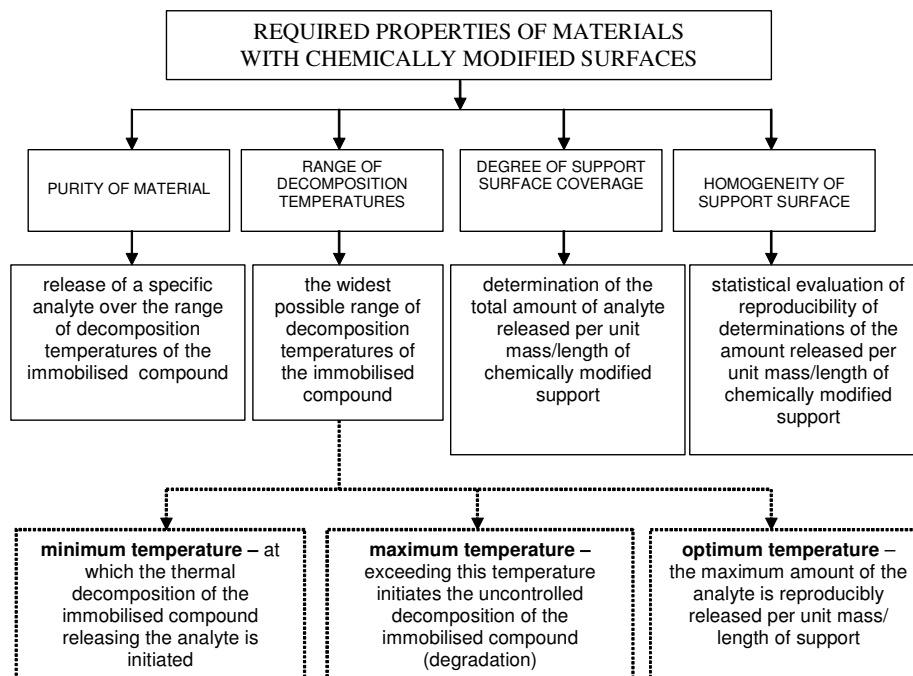 REQUIRED PROPERTIES OF MATERIALS
WITH CHEMICALLY MODIFIED SURFACES
PURITY OF MATERIAL
RANGE OF
DECOMPOSITION
TEMPERATURES
DEGREE OF SUPPORT
SURFACE COVERAGE
HOMOGENEITY OF
SUPPORT SURFACE
release of a specific
analyte over the range
of decomposition
temperatures of the
immobilised compound
the widest
possible range of
decomposition
temperatures of
the immobilised
compound
determination of the
total amount of analyte
released per unit
mass/length of
chemically modified
support
statistical evaluation of
reproducibility of
determinations of the
amount released per
unit mass/length of
chemically modified
support
minimum temperature – at
which the thermal
decomposition of the
immobilised compound
releasing the analyte is
initiated
maximum temperature –
exceeding this temperature
initiates the uncontrolled
decomposition of the
immobilised compound
(degradation)
optimum temperature –
the maximum amount of the
analyte is reproducibly
released per unit mass/
length of support